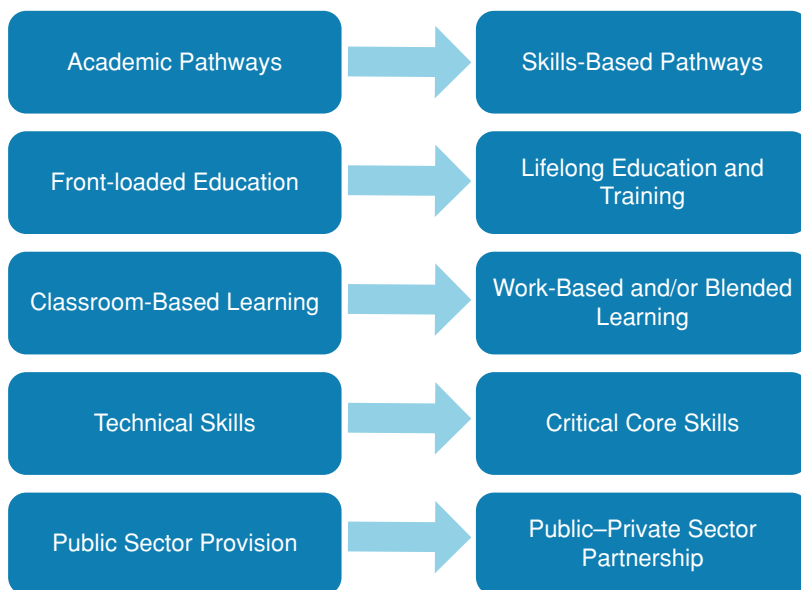 Academic Pathways
Skills-Based Pathways
Front-loaded Education
Lifelong Education and
Training
Classroom-Based Learning
Work-Based and/or Blended
Learning
Technical Skills
Critical Core Skills
Public Sector Provision
Public–Private Sector
Partnership